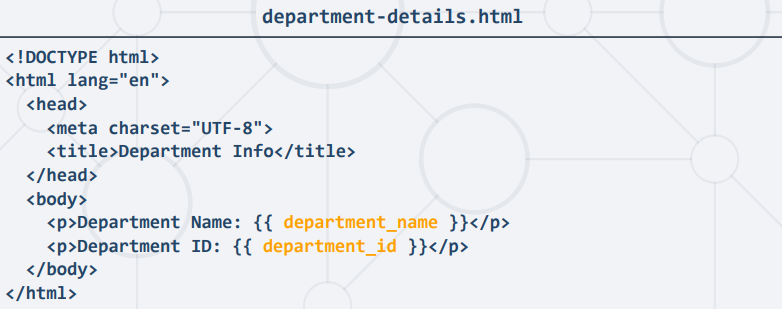 department-details.html
<!DOCTYPE html>
<html lang="en">
<head>
<meta charset="UTF-8">
<title>Department Info</title>
</head>
<body>
<p>Department Name: {{ department_name }}</p>
<p>Department ID: {{ department_id }}</p>
</body>
</html>